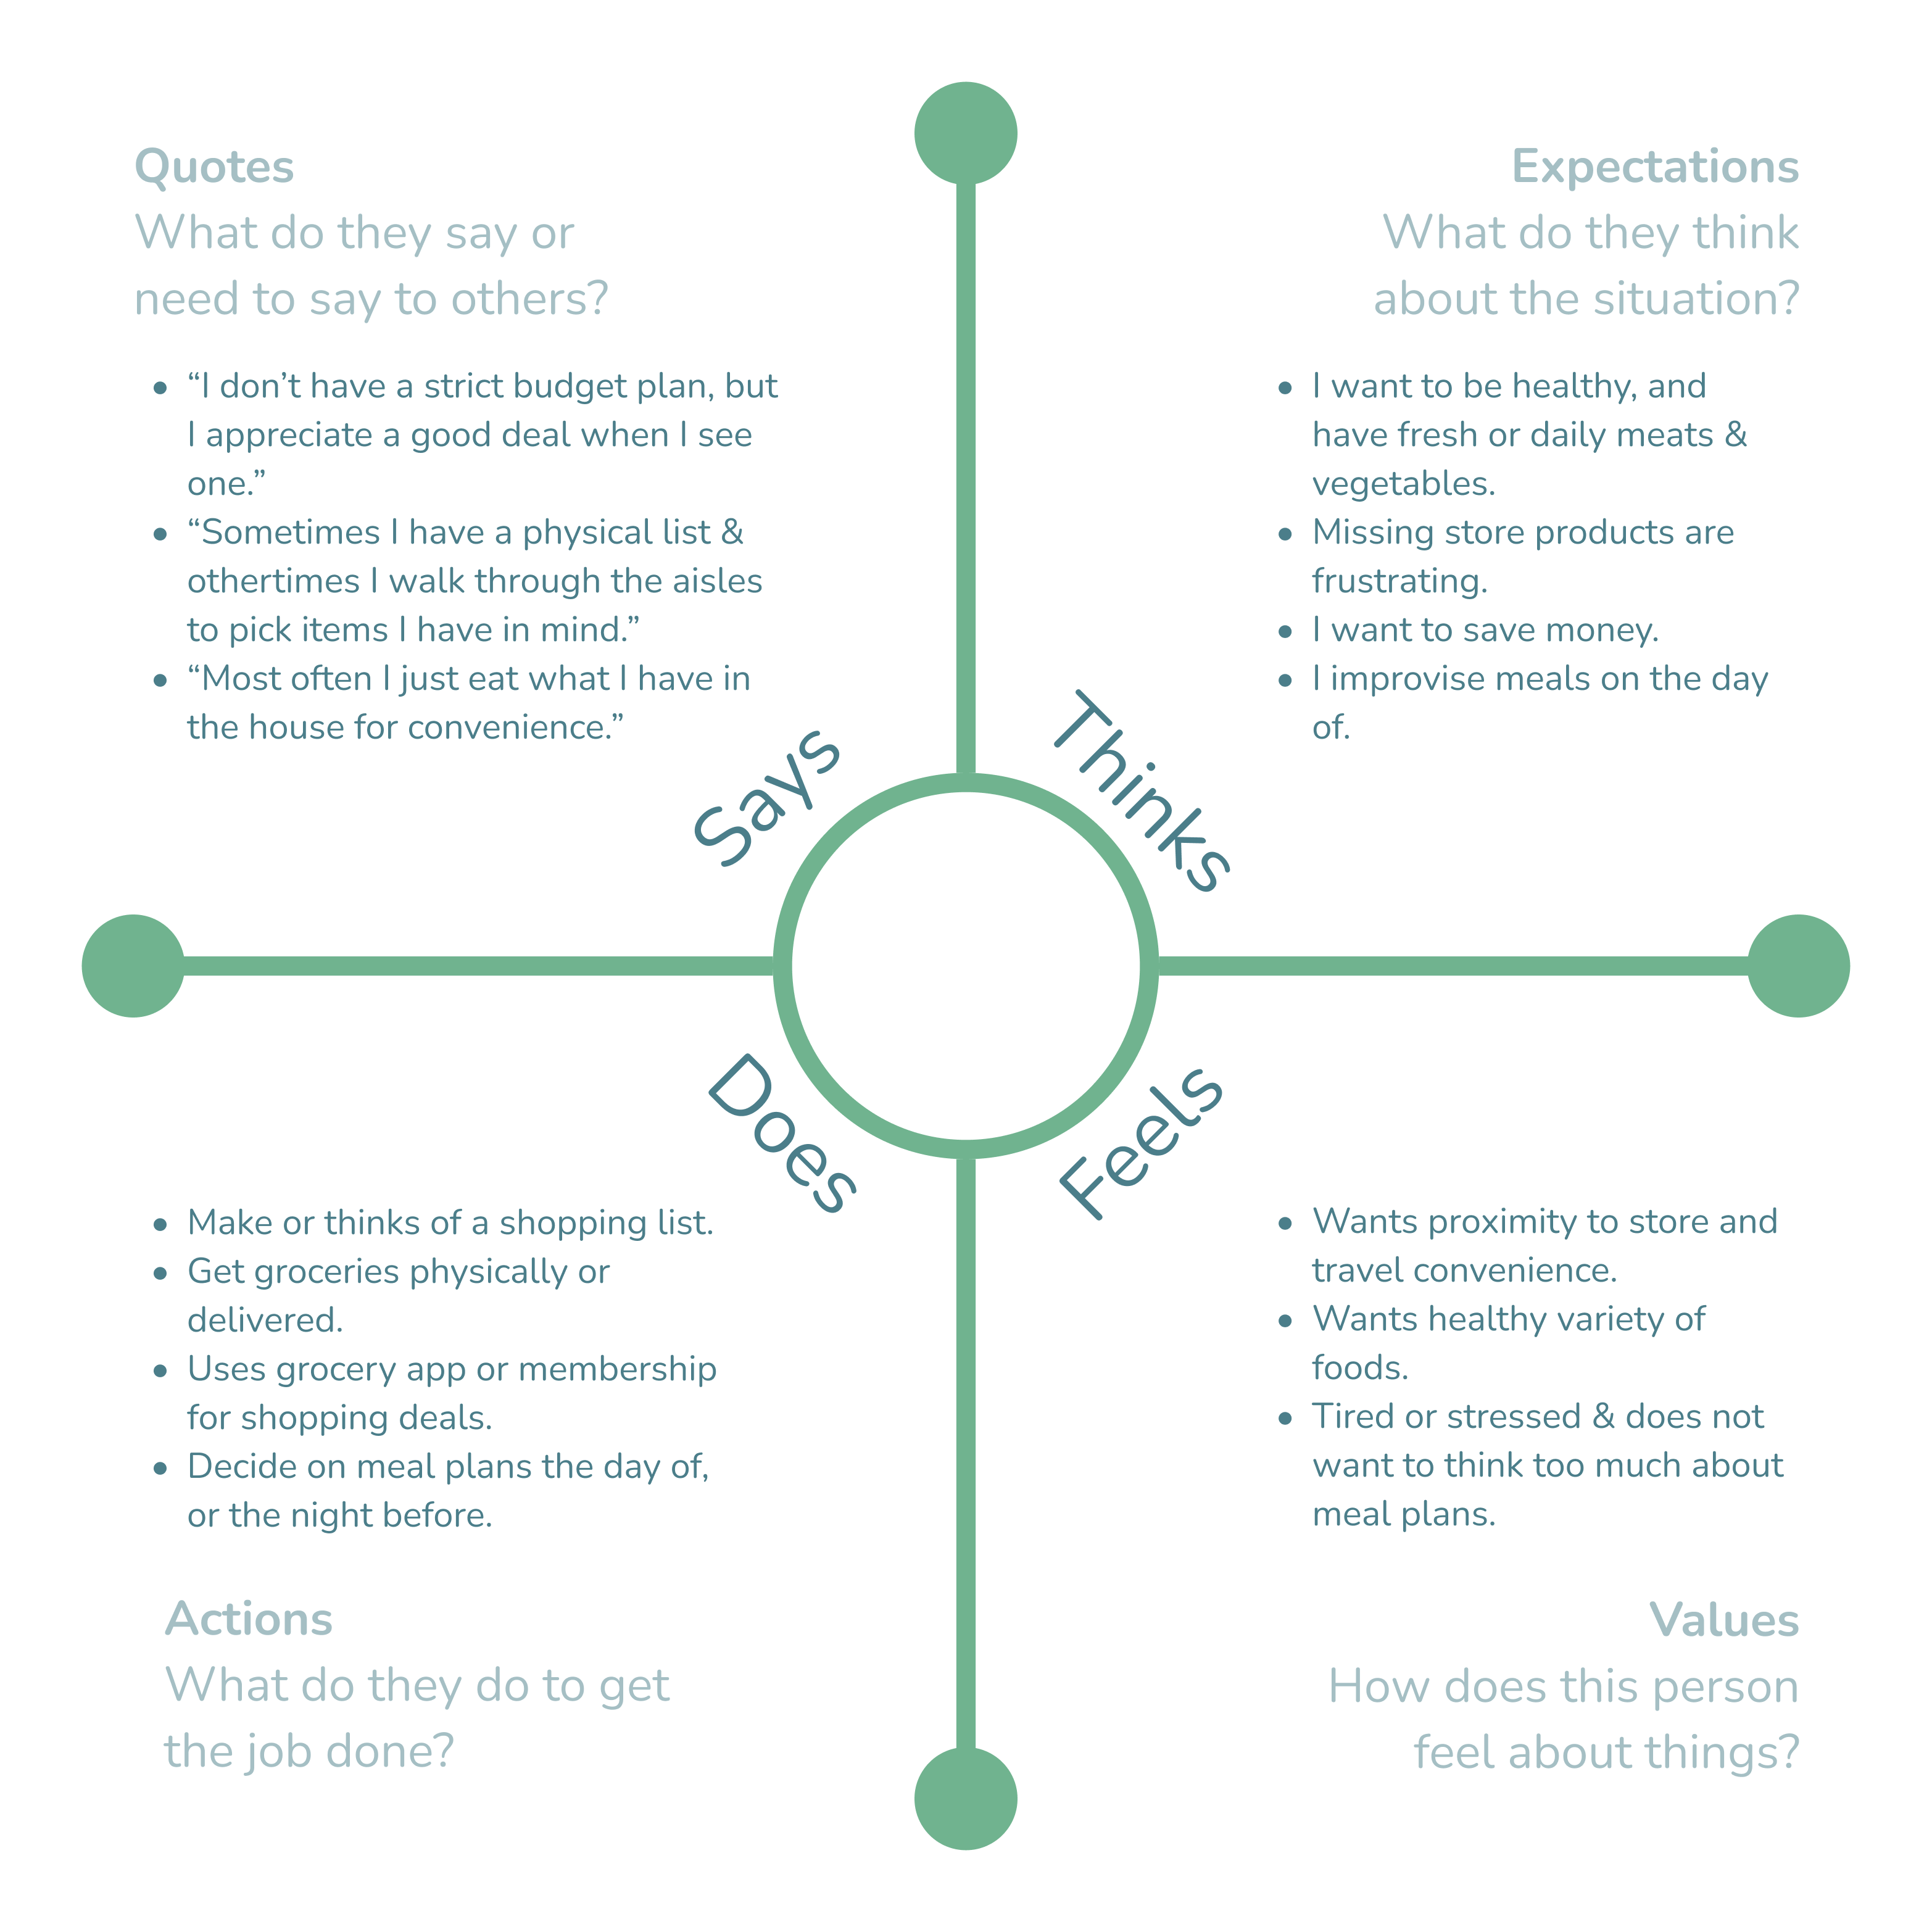 Quotes
What do they say or
need to say to others?
• “I don’t have a strict budget plan, but
I appreciate a good deal when I see
one.”
• “Sometimes I have a physical list &
othertimes I walk through the aisles
to pick items I have in mind.”
• “Most often I just eat what I have in
the house for convenience.”
Says
Expectations
What do they think
about the situation?
• I want to be healthy, and
have fresh or daily meats &
vegetables.
• Missing store products are
frustrating.
• I want to save money.
• I improvise meals on the day
of.
Thinks
Does
• Make or thinks of a shopping list.
• Get groceries physically or
delivered.
• Uses grocery app or membership
for shopping deals.
• Decide on meal plans the day of,
or the night before.
Actions
What do they do to get
the job done?
Feels
• Wants proximity to store and
travel convenience.
• Wants healthy variety of
foods.
• Tired or stressed & does not
want to think too much about
meal plans.
Values
How does this person
feel about things?